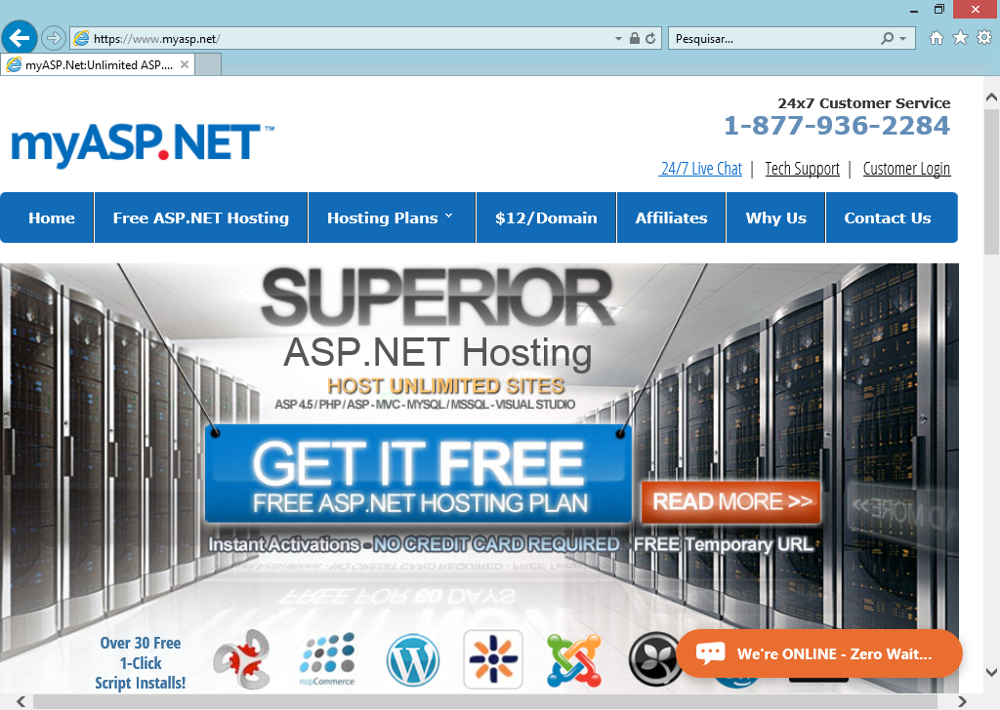 https://www.myasp.net/
Pesquisar...
myASP.Net:Unlimited ASP....
24x7 Customer Service
1-877-936-2284
myASP.NET™
24/7 Live Chat | Tech Support | Customer Login
Home
Free ASP.NET Hosting
Hosting Plans
$12/Domain
Affiliates
Why Us
Contact Us
SUPERIOR
ASP.NET Hosting
HOST UNLIMITED SITES
ASP 4.5 / PHP / ASP - MVC - MYSQL / MSSQL - VISUAL STUDIO
GET IT FREE
FREE ASP.NET HOSTING PLAN
READ MORE >>
Instant Activations - NO CREDIT CARD REQUIRED - FREE Temporary URL
FREE FOR 60 DAYS
Over 30 Free
1-Click
Script Installs!
nopCommerce
We're ONLINE - Zero Wait...